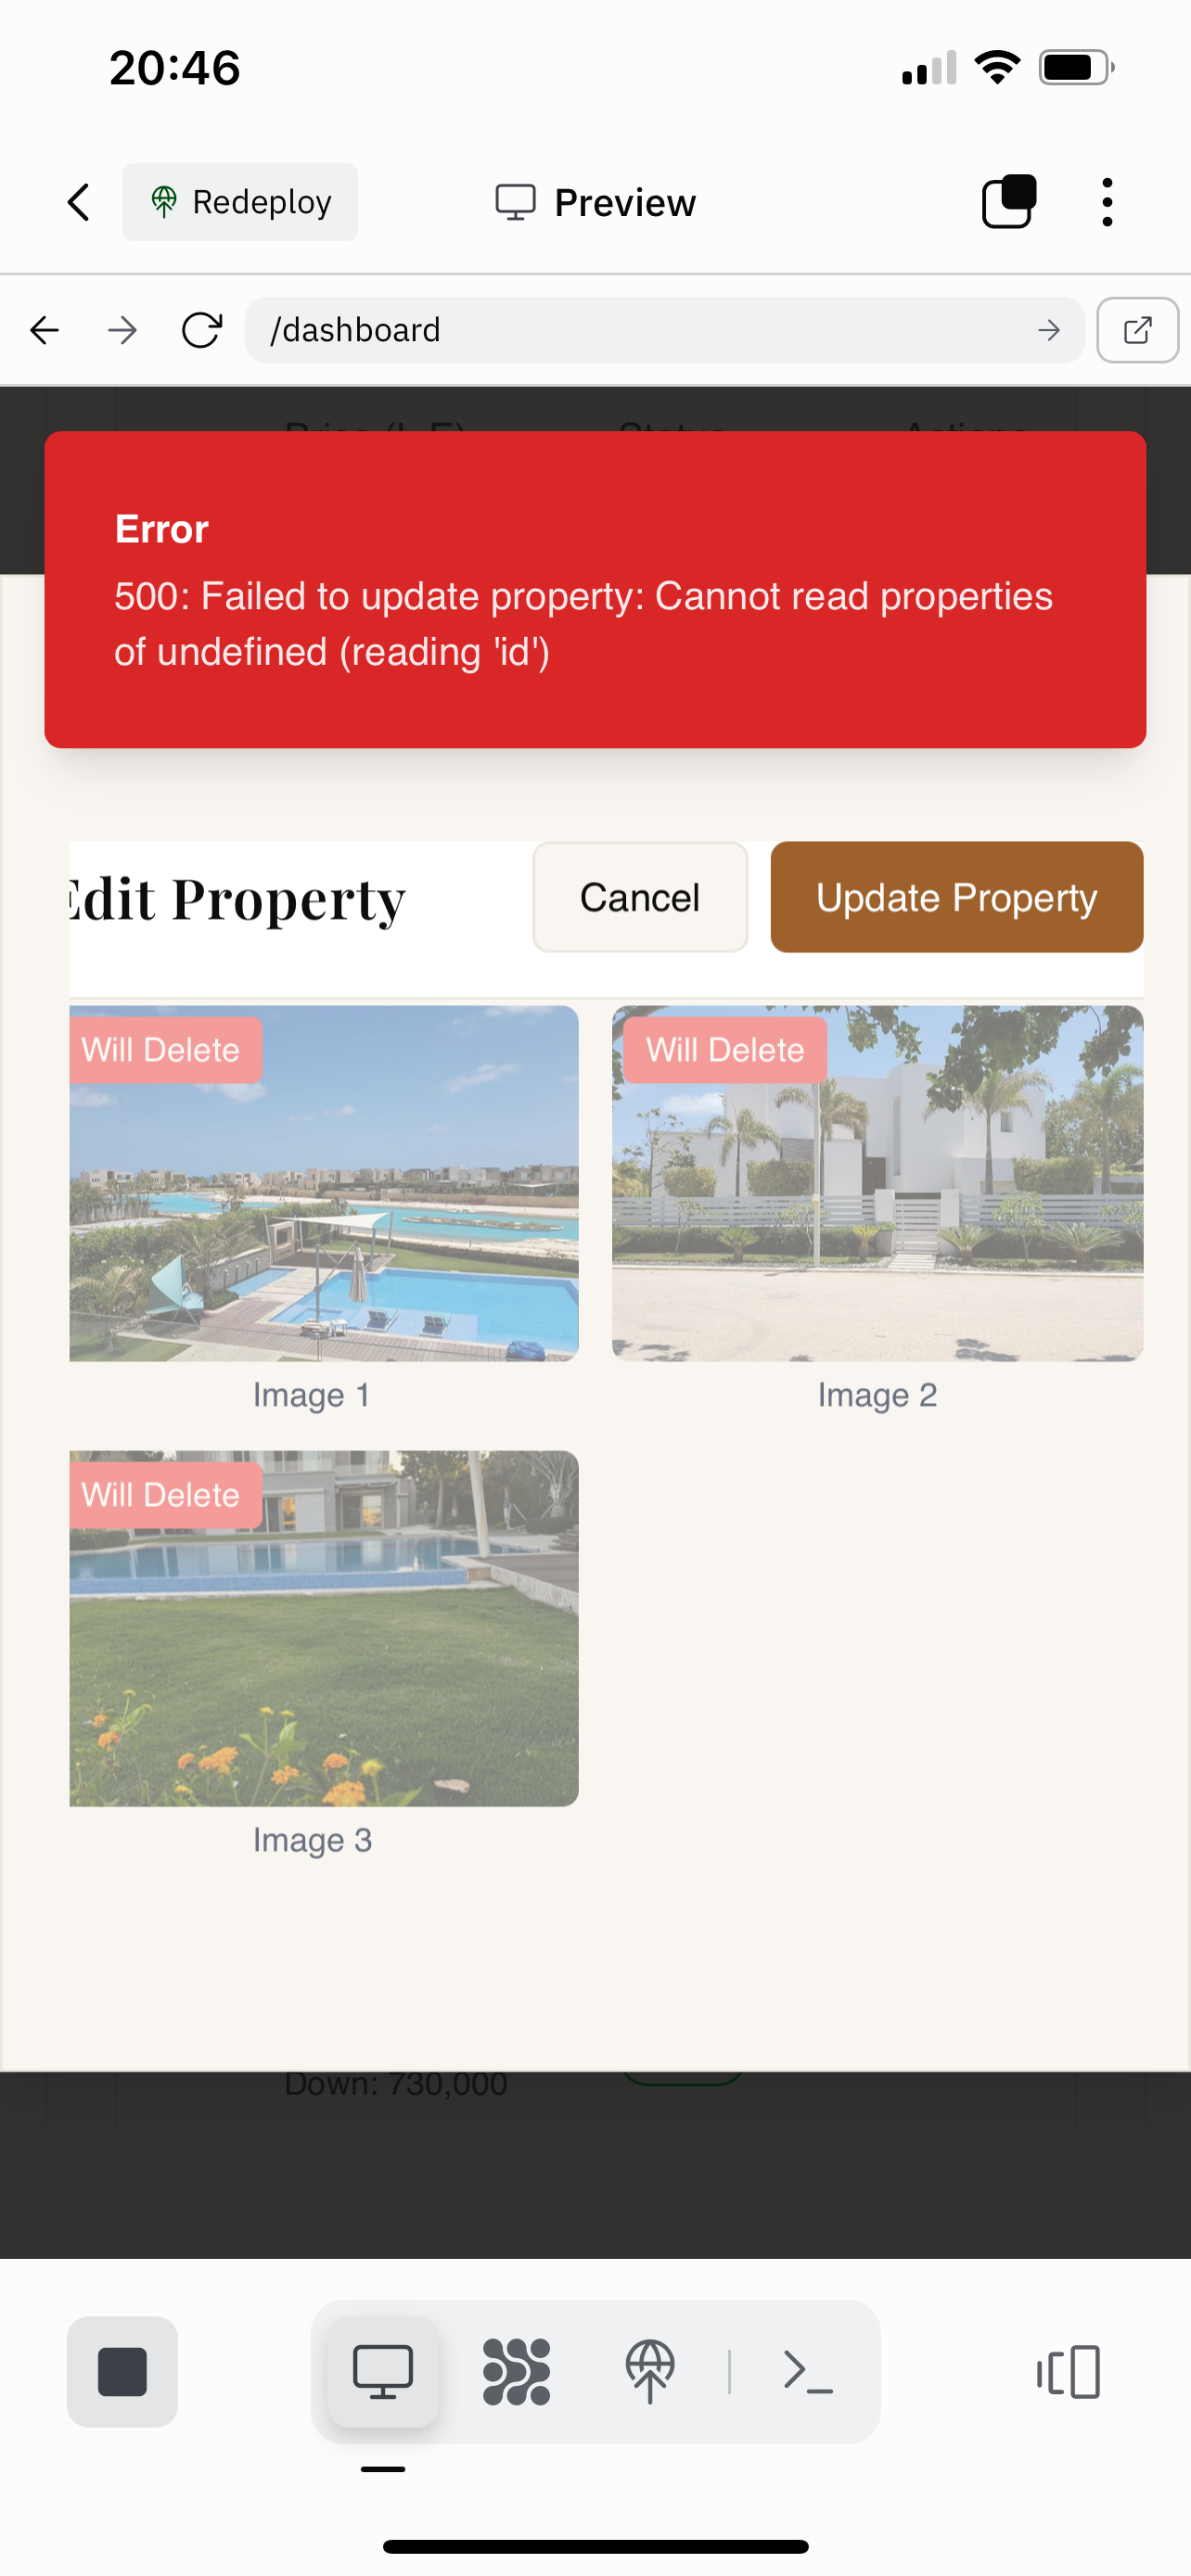 20:46
Redeploy
Preview
/dashboard
Price (L.E) Status Actions
Error
500: Failed to update property: Cannot read properties
of undefined (reading 'id')
Edit Property
Cancel
Update Property
Will Delete
Will Delete
Image 1
Image 2
Will Delete
Image 3
Down: 730,000